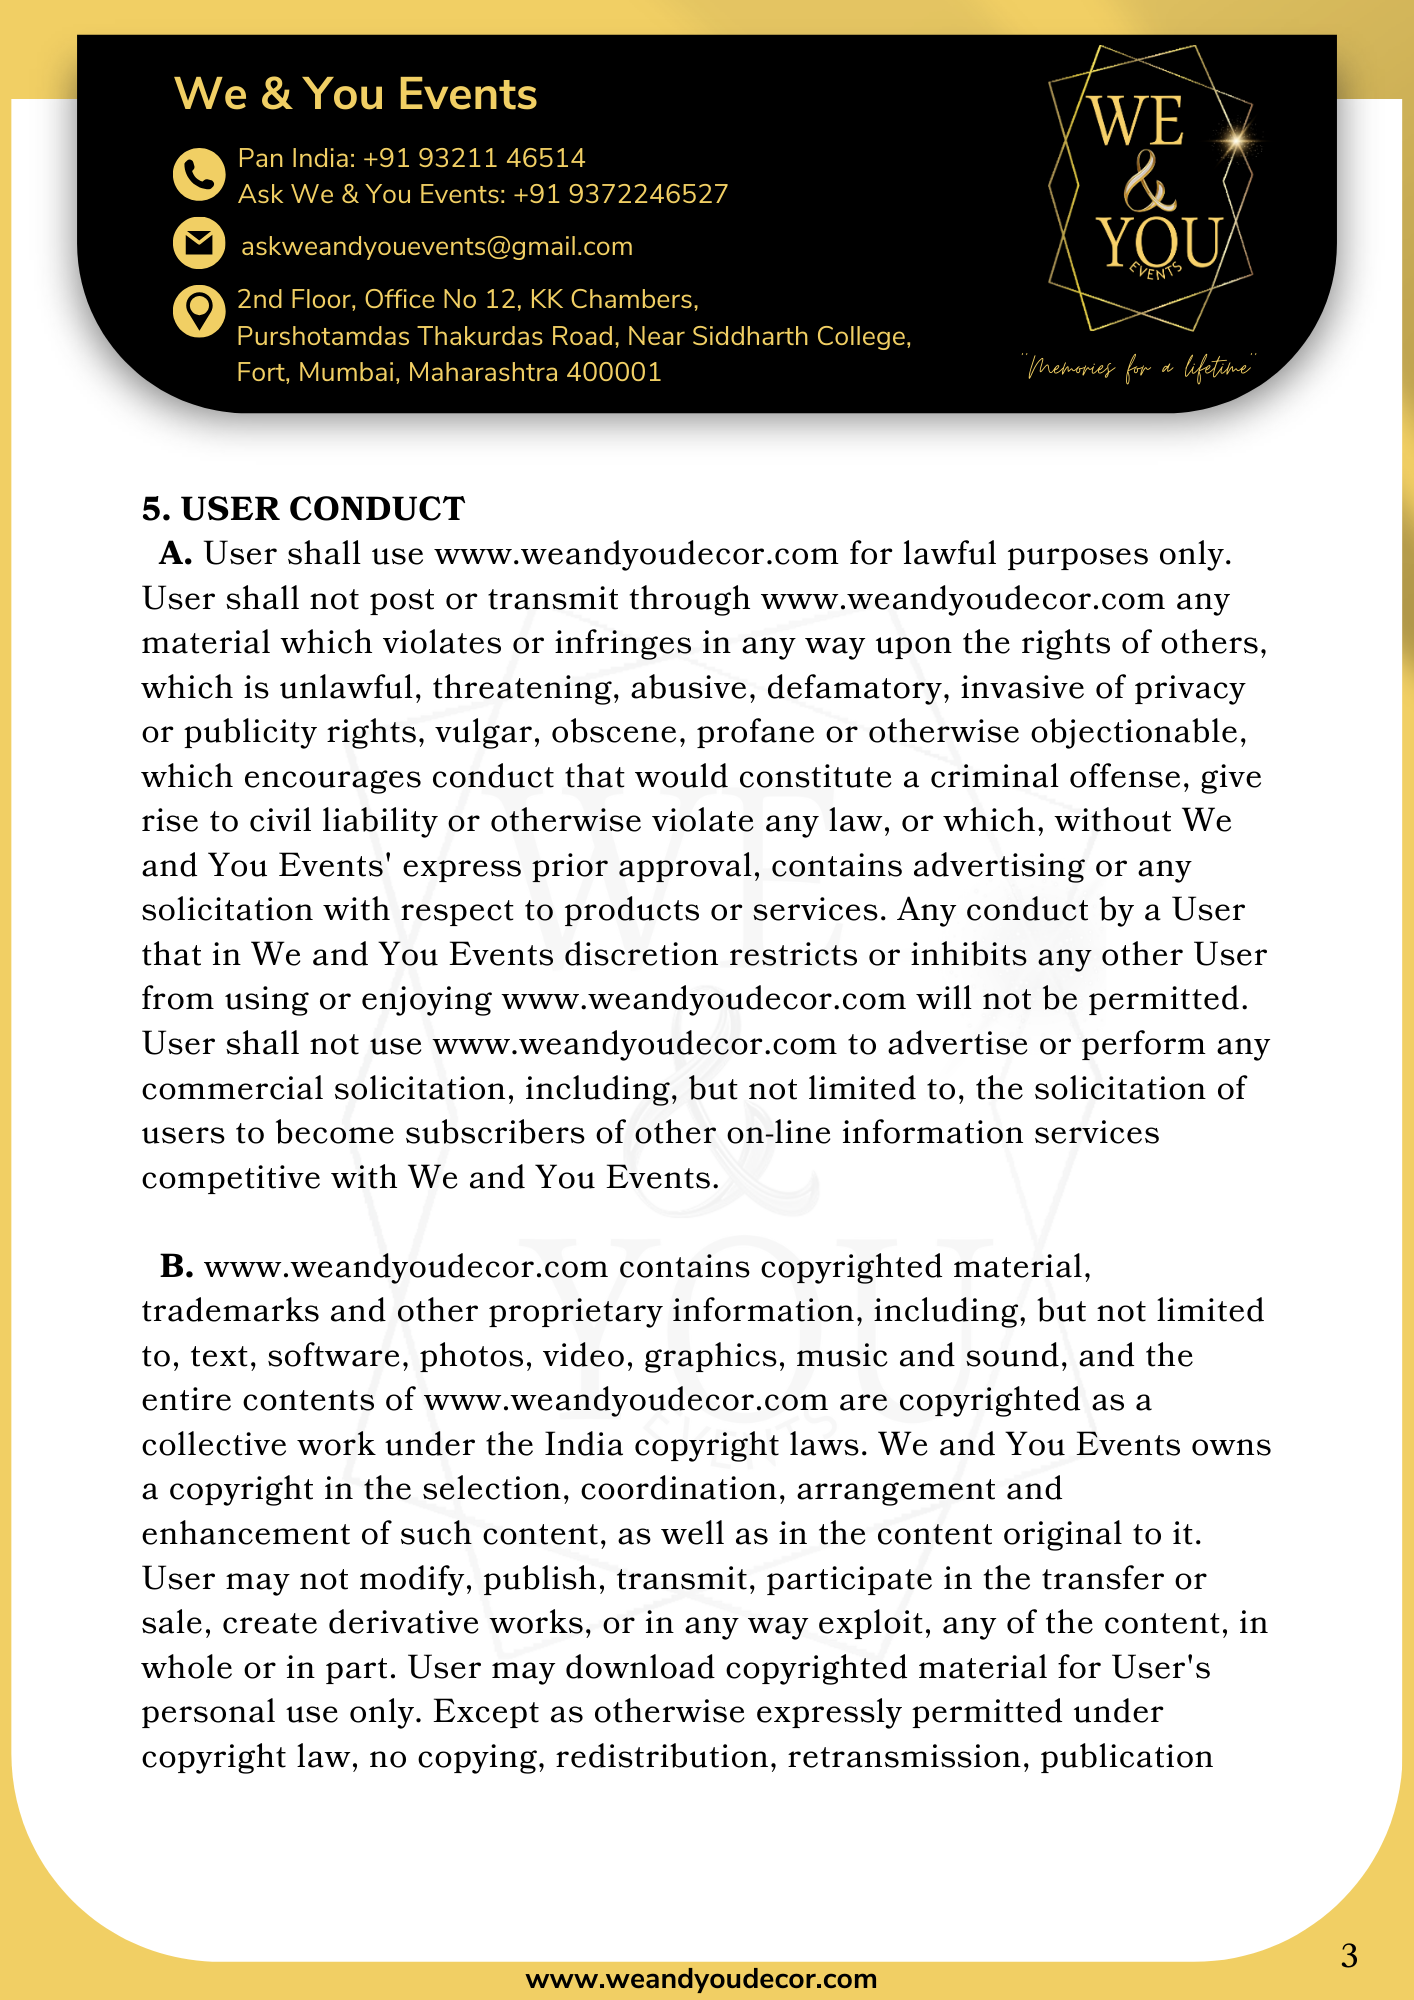 We & You Events
Pan India: +91 93211 46514
Ask We & You Events: +91 9372246527
askweandyouevents@gmail.com
2nd Floor, Office No 12, KK Chambers,
Purshotamdas Thakurdas Road, Near Siddharth College,
Fort, Mumbai, Maharashtra 400001
WE
&
YOU
EVENTS
"Memories for a lifetime"
5. USER CONDUCT
A. User shall use www.weandyoudecor.com for lawful purposes only.
User shall not post or transmit through www.weandyoudecor.com any
material which violates or infringes in any way upon the rights of others,
which is unlawful, threatening, abusive, defamatory, invasive of privacy
or publicity rights, vulgar, obscene, profane or otherwise objectionable,
which encourages conduct that would constitute a criminal offense, give
rise to civil liability or otherwise violate any law, or which, without We
and You Events' express prior approval, contains advertising or any
solicitation with respect to products or services. Any conduct by a User
that in We and You Events discretion restricts or inhibits any other User
from using or enjoying www.weandyoudecor.com will not be permitted.
User shall not use www.weandyoudecor.com to advertise or perform any
commercial solicitation, including, but not limited to, the solicitation of
users to become subscribers of other on-line information services
competitive with We and You Events.
B. www.weandyoudecor.com contains copyrighted material,
trademarks and other proprietary information, including, but not limited
to, text, software, photos, video, graphics, music and sound, and the
entire contents of www.weandyoudecor.com are copyrighted as a
collective work under the India copyright laws. We and You Events owns
a copyright in the selection, coordination, arrangement and
enhancement of such content, as well as in the content original to it.
User may not modify, publish, transmit, participate in the transfer or
sale, create derivative works, or in any way exploit, any of the content, in
whole or in part. User may download copyrighted material for User's
personal use only. Except as otherwise expressly permitted under
copyright law, no copying, redistribution, retransmission, publication
WE
&
YOU
EVENTS
3
www.weandyoudecor.com